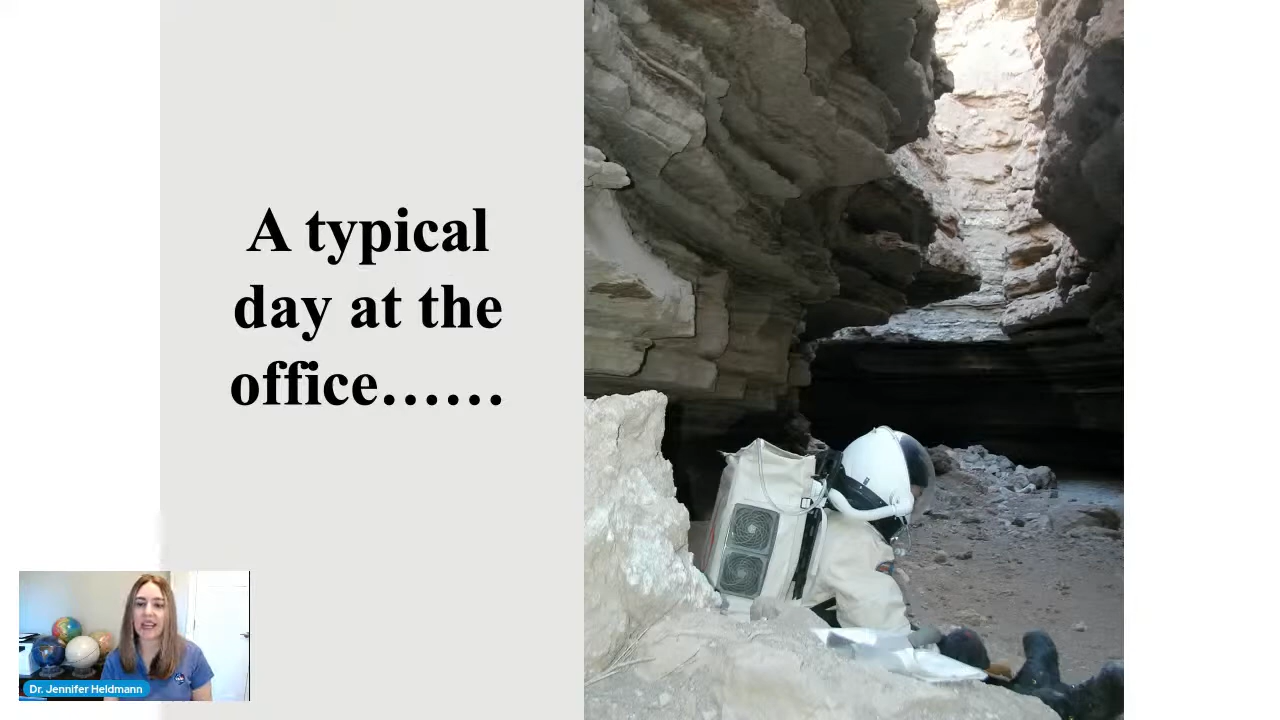 A typical
day at the
office......
Dr. Jennifer Heldmann